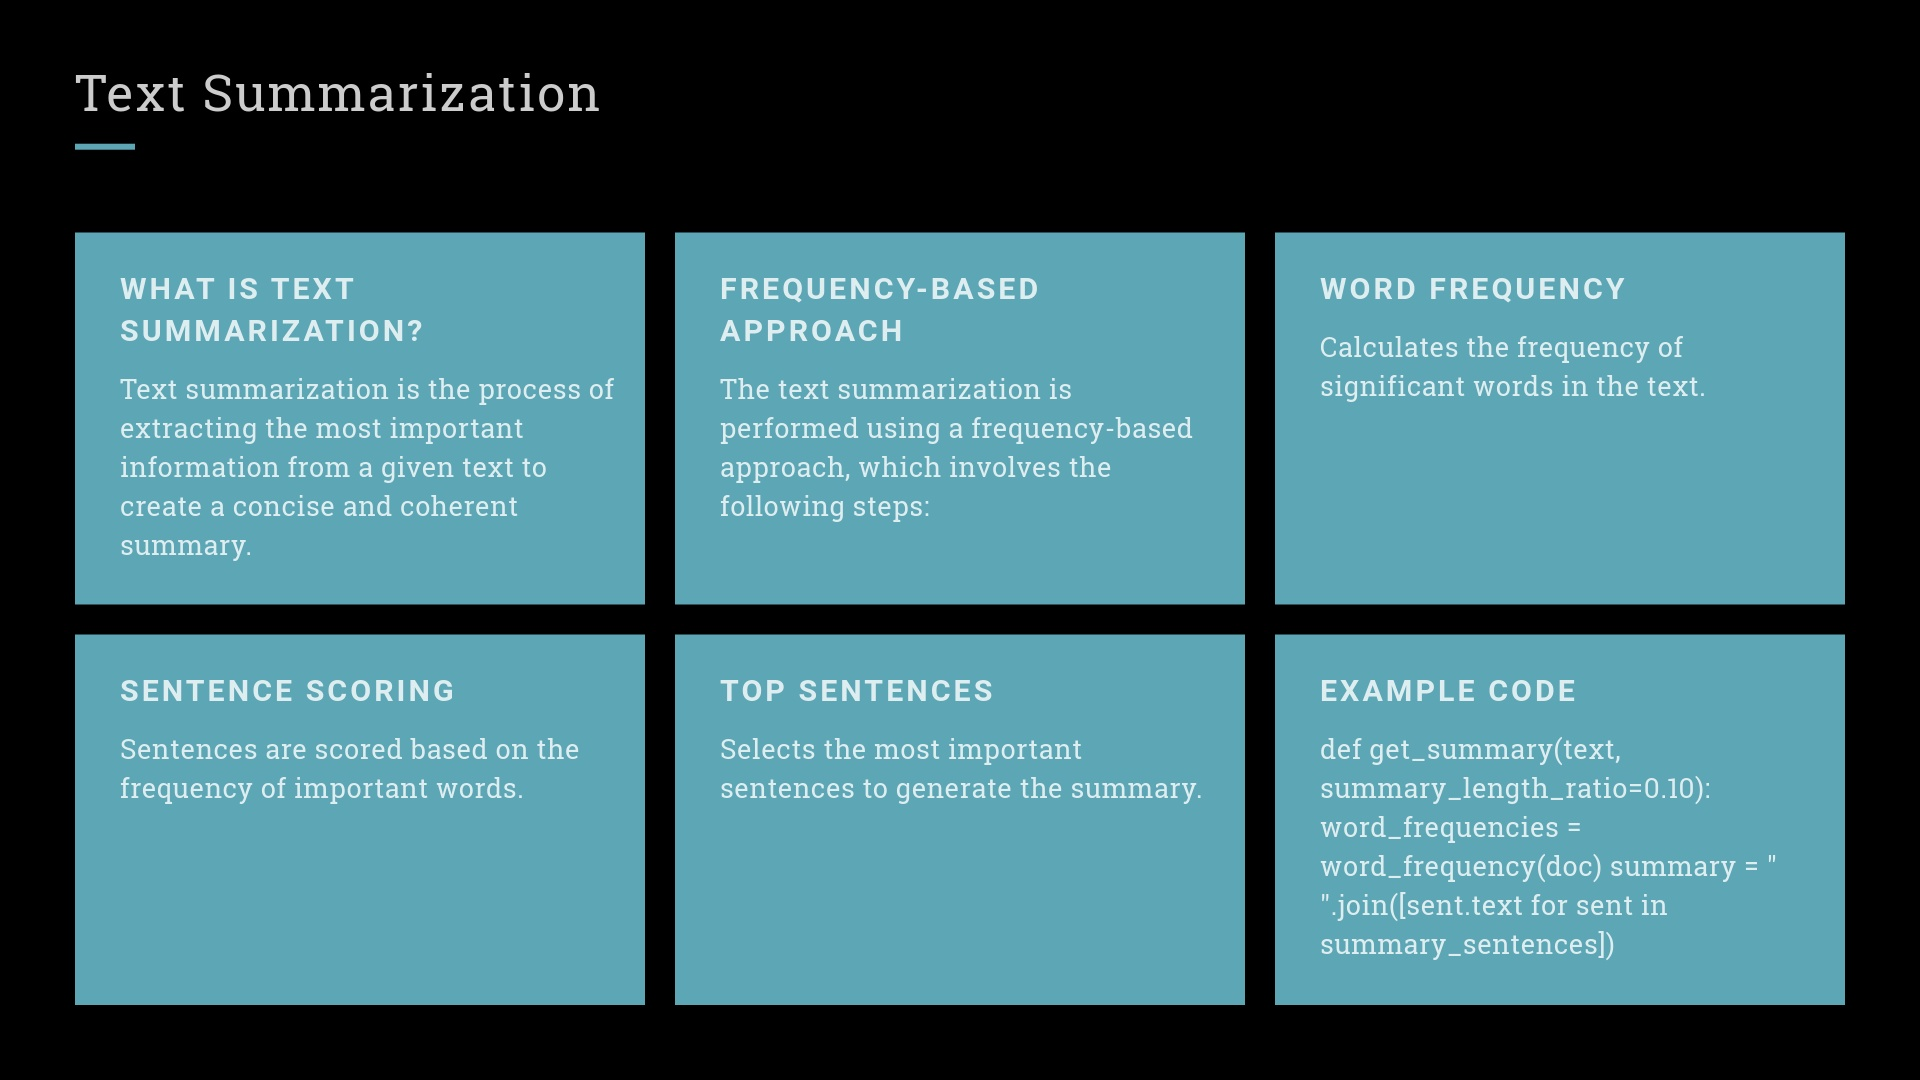 Text Summarization
WHAT IS TEXT
SUMMARIZATION?
Text summarization is the process of
extracting the most important
information from a given text to
create a concise and coherent
summary.
FREQUENCY-BASED
APPROACH
The text summarization is
performed using a frequency-based
approach, which involves the
following steps:
WORD FREQUENCY
Calculates the frequency of
significant words in the text.
SENTENCE SCORING
Sentences are scored based on the
frequency of important words.
TOP SENTENCES
Selects the most important
sentences to generate the summary.
EXAMPLE CODE
def get_summary(text,
summary_length_ratio=0.10):
word_frequencies =
word_frequency(doc) summary = "
".join([sent.text for sent in
summary_sentences])